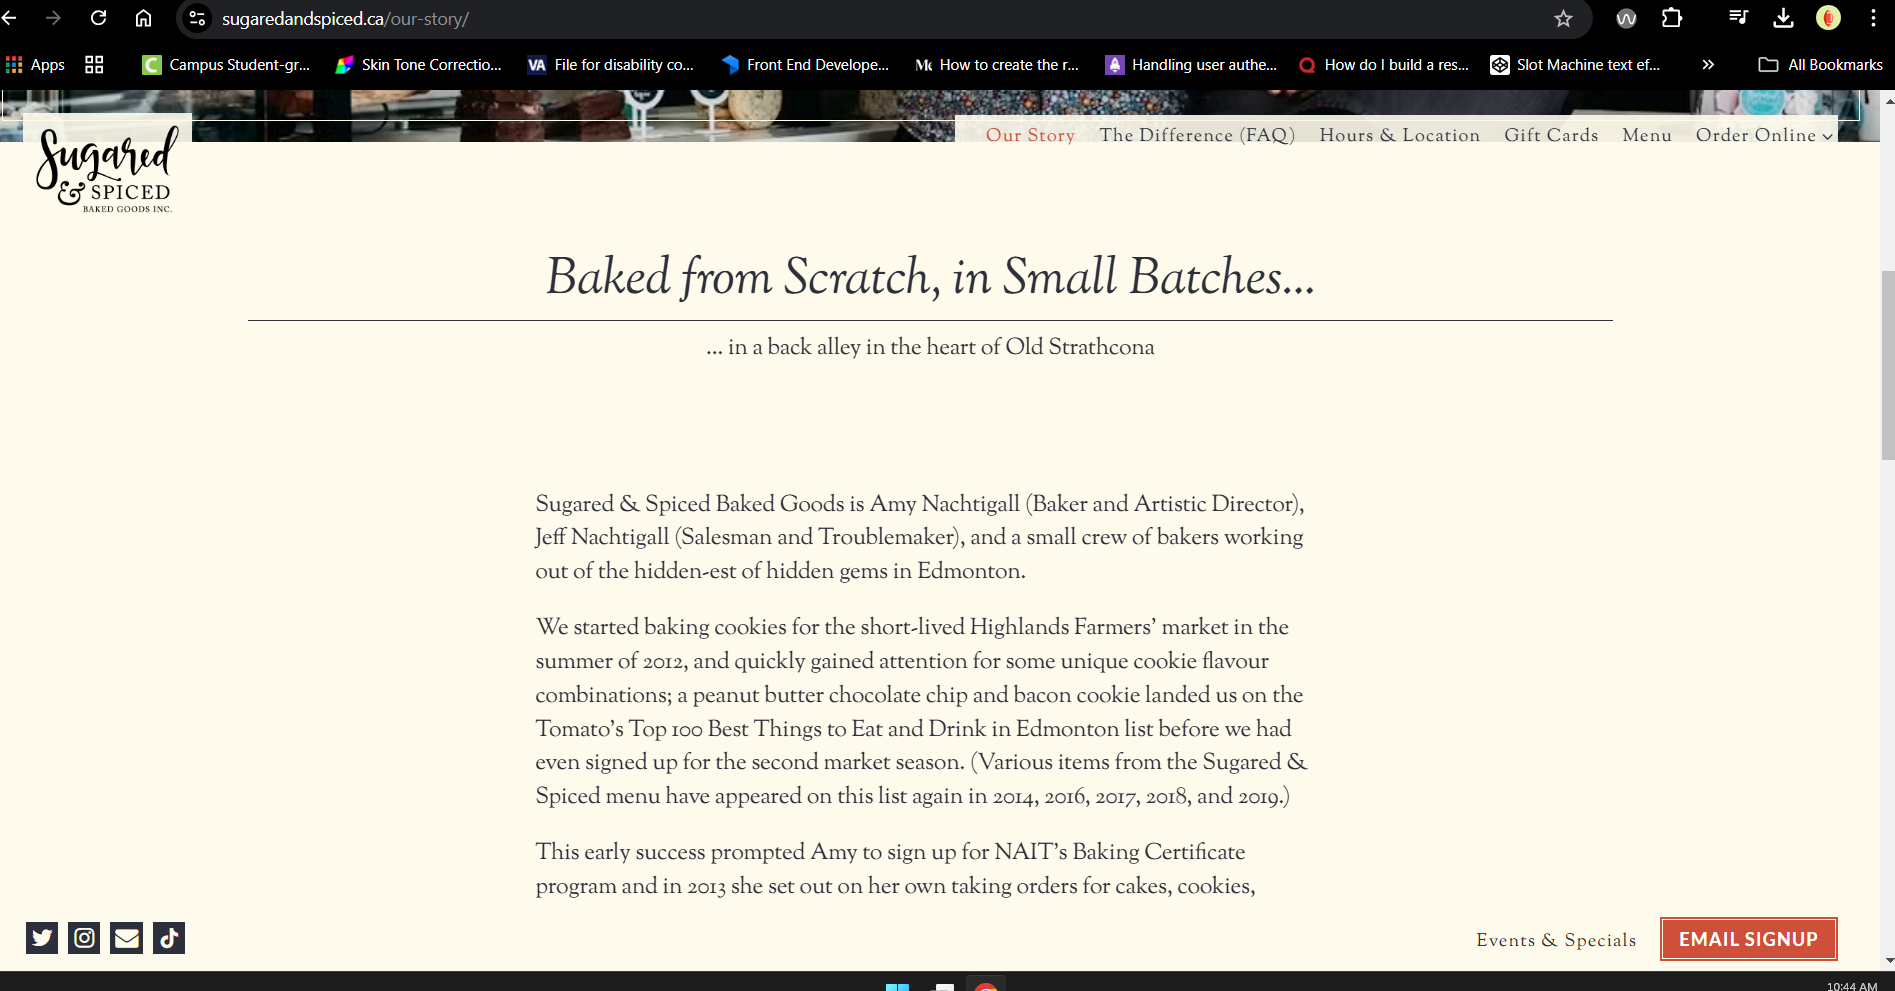 sugaredandspiced.ca/our-story/
Apps
Campus Student-gr...
Skin Tone Correctio...
VA File for disability co...
Front End Develope...
How to create the r...
Handling user authe...
How do I build a res...
Slot Machine text ef...
»
All Bookmarks
Sugared
& SPICED
BAKED GOODS INC.
Our Story The Difference (FAQ) Hours & Location Gift Cards Menu Order Online
Baked from Scratch, in Small Batches...
... in a back alley in the heart of Old Strathcona
Sugared & Spiced Baked Goods is Amy Nachtigall (Baker and Artistic Director),
Jeff Nachtigall (Salesman and Troublemaker), and a small crew of bakers working
out of the hidden-est of hidden gems in Edmonton.
We started baking cookies for the short-lived Highlands Farmers’ market in the
summer of 2012, and quickly gained attention for some unique cookie flavour
combinations; a peanut butter chocolate chip and bacon cookie landed us on the
Tomato’s Top 100 Best Things to Eat and Drink in Edmonton list before we had
even signed up for the second market season. (Various items from the Sugared &
Spiced menu have appeared on this list again in 2014, 2016, 2017, 2018, and 2019.)
This early success prompted Amy to sign up for NAIT’s Baking Certificate
program and in 2013 she set out on her own taking orders for cakes, cookies,
Events & Specials
EMAIL SIGNUP
10:44 AM